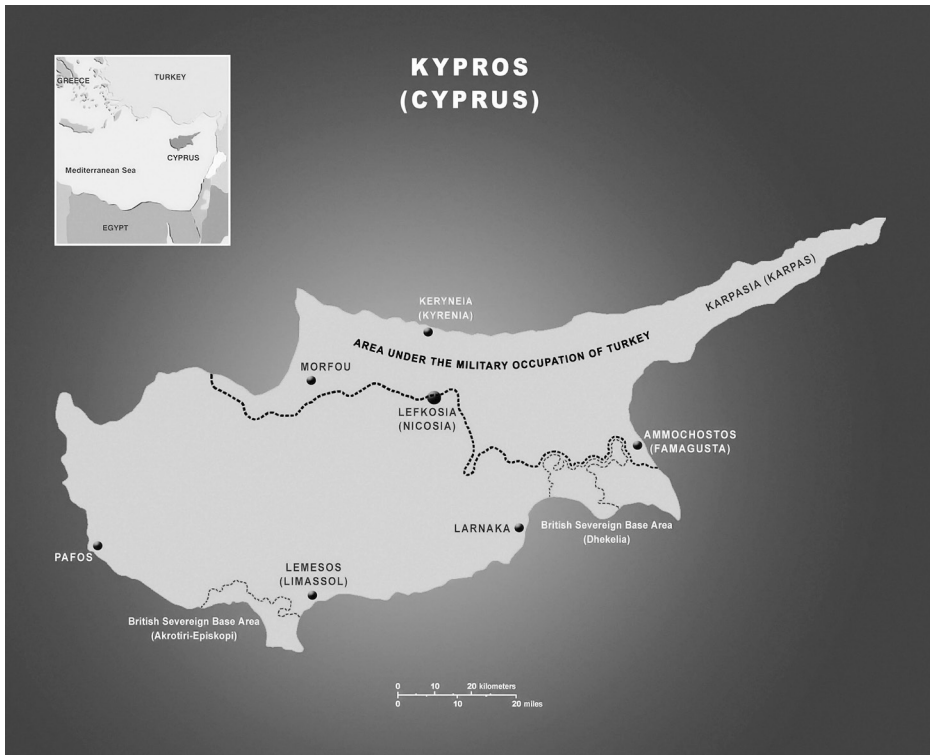 KYPROS
(CYPRUS)
GREECE
TURKEY
CYPRUS
Mediterranean Sea
EGYPT
KARPASIA (KARPAS)
KERYNEIA
(KYRENIA)
AREA UNDER THE MILITARY OCCUPATION OF TURKEY
MORFOU
LEFKOSIA
(NICOSIA)
AMMOCHOSTOS
(FAMAGUSTA)
LARNAKA
British Severeign Base Area
(Dhekelia)
PAFOS
LEMESOS
(LIMASSOL)
British Severeign Base Area
(Akrotiri-Episkopi)
0 10 20 kilometers
0 10 20 miles